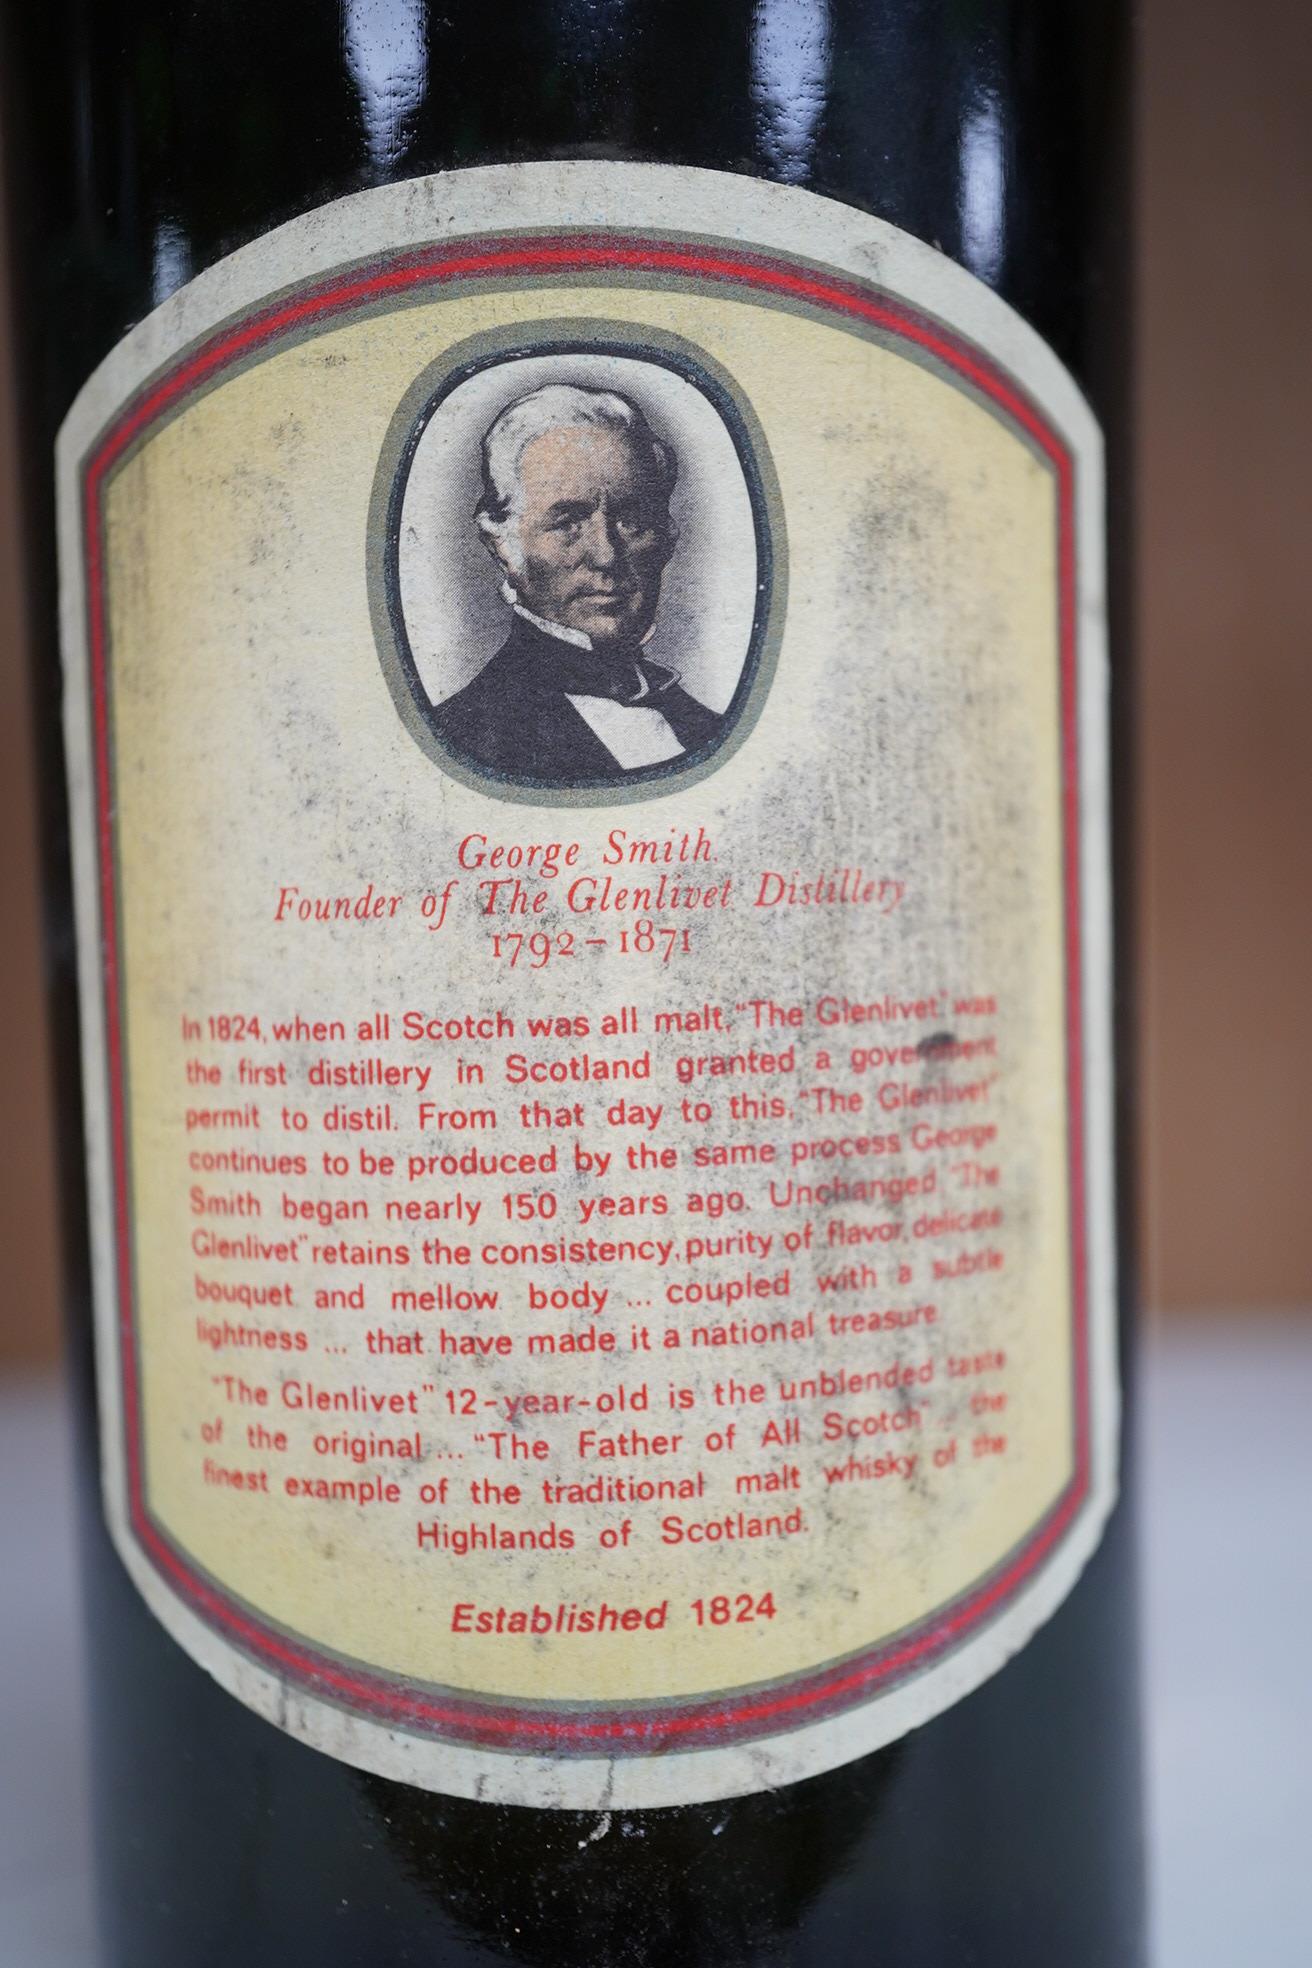 George Smith.
Founder of The Glenlivet Distillery
1792–1871
In 1824, when all Scotch was all malt, "The Glenlivet" was
the first distillery in Scotland granted a government
permit to distil. From that day to this, "The Glenlivet"
continues to be produced by the same process George
Smith began nearly 150 years ago. Unchanged "The
Glenlivet" retains the consistency, purity of flavor, delicate
bouquet and mellow body ... coupled with a subtle
lightness ... that have made it a national treasure.
"The Glenlivet" 12-year-old is the unblended taste
of the original ... "The Father of All Scotch" ... the
finest example of the traditional malt whisky of the
Highlands of Scotland.
Established 1824